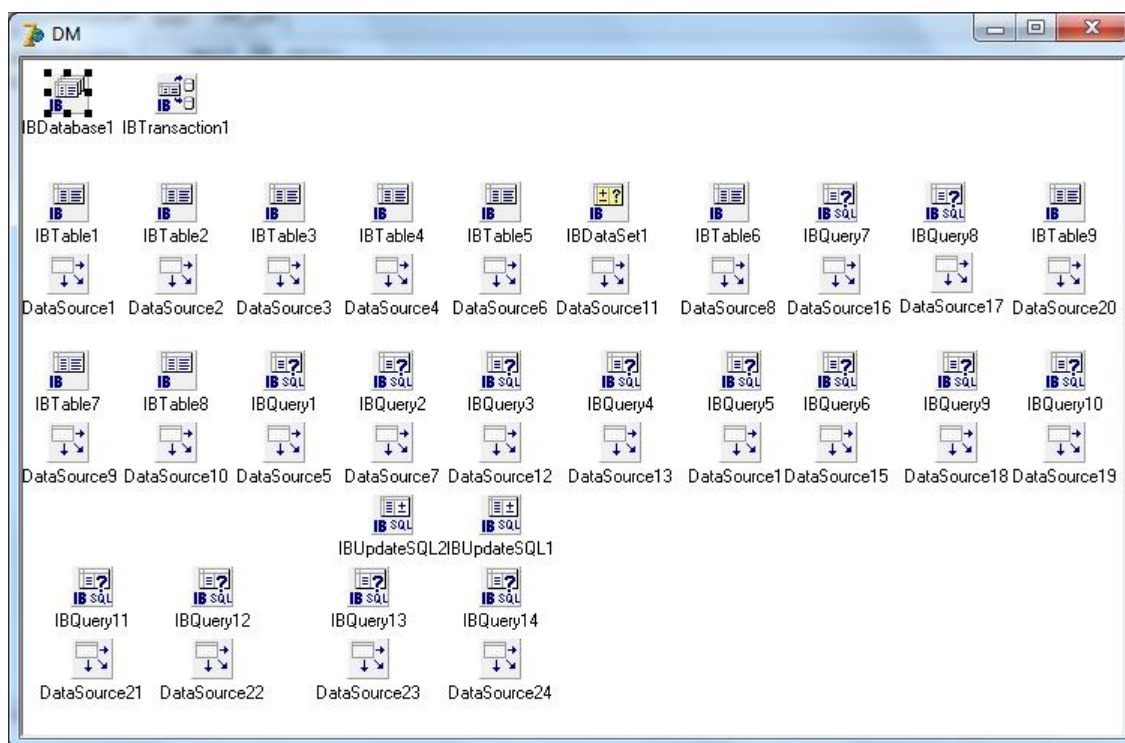 DM
IBDatabase1 IBTransaction1
IBTable1 IBTable2 IBTable3 IBTable4 IBTable5 IBDataSet1 IBTable6 IBQuery7 IBQuery8 IBTable9
DataSource1 DataSource2 DataSource3 DataSource4 DataSource6 DataSource11 DataSource8 DataSource16 DataSource17 DataSource20
IBTable7 IBTable8 IBQuery1 IBQuery2 IBQuery3 IBQuery4 IBQuery5 IBQuery6 IBQuery9 IBQuery10
DataSource9 DataSource10 DataSource5 DataSource7 DataSource12 DataSource13 DataSource1 DataSource15 DataSource18 DataSource19
IBUpdateSQL2 IBUpdateSQL1
IBQuery11 IBQuery12 IBQuery13 IBQuery14
DataSource21 DataSource22 DataSource23 DataSource24